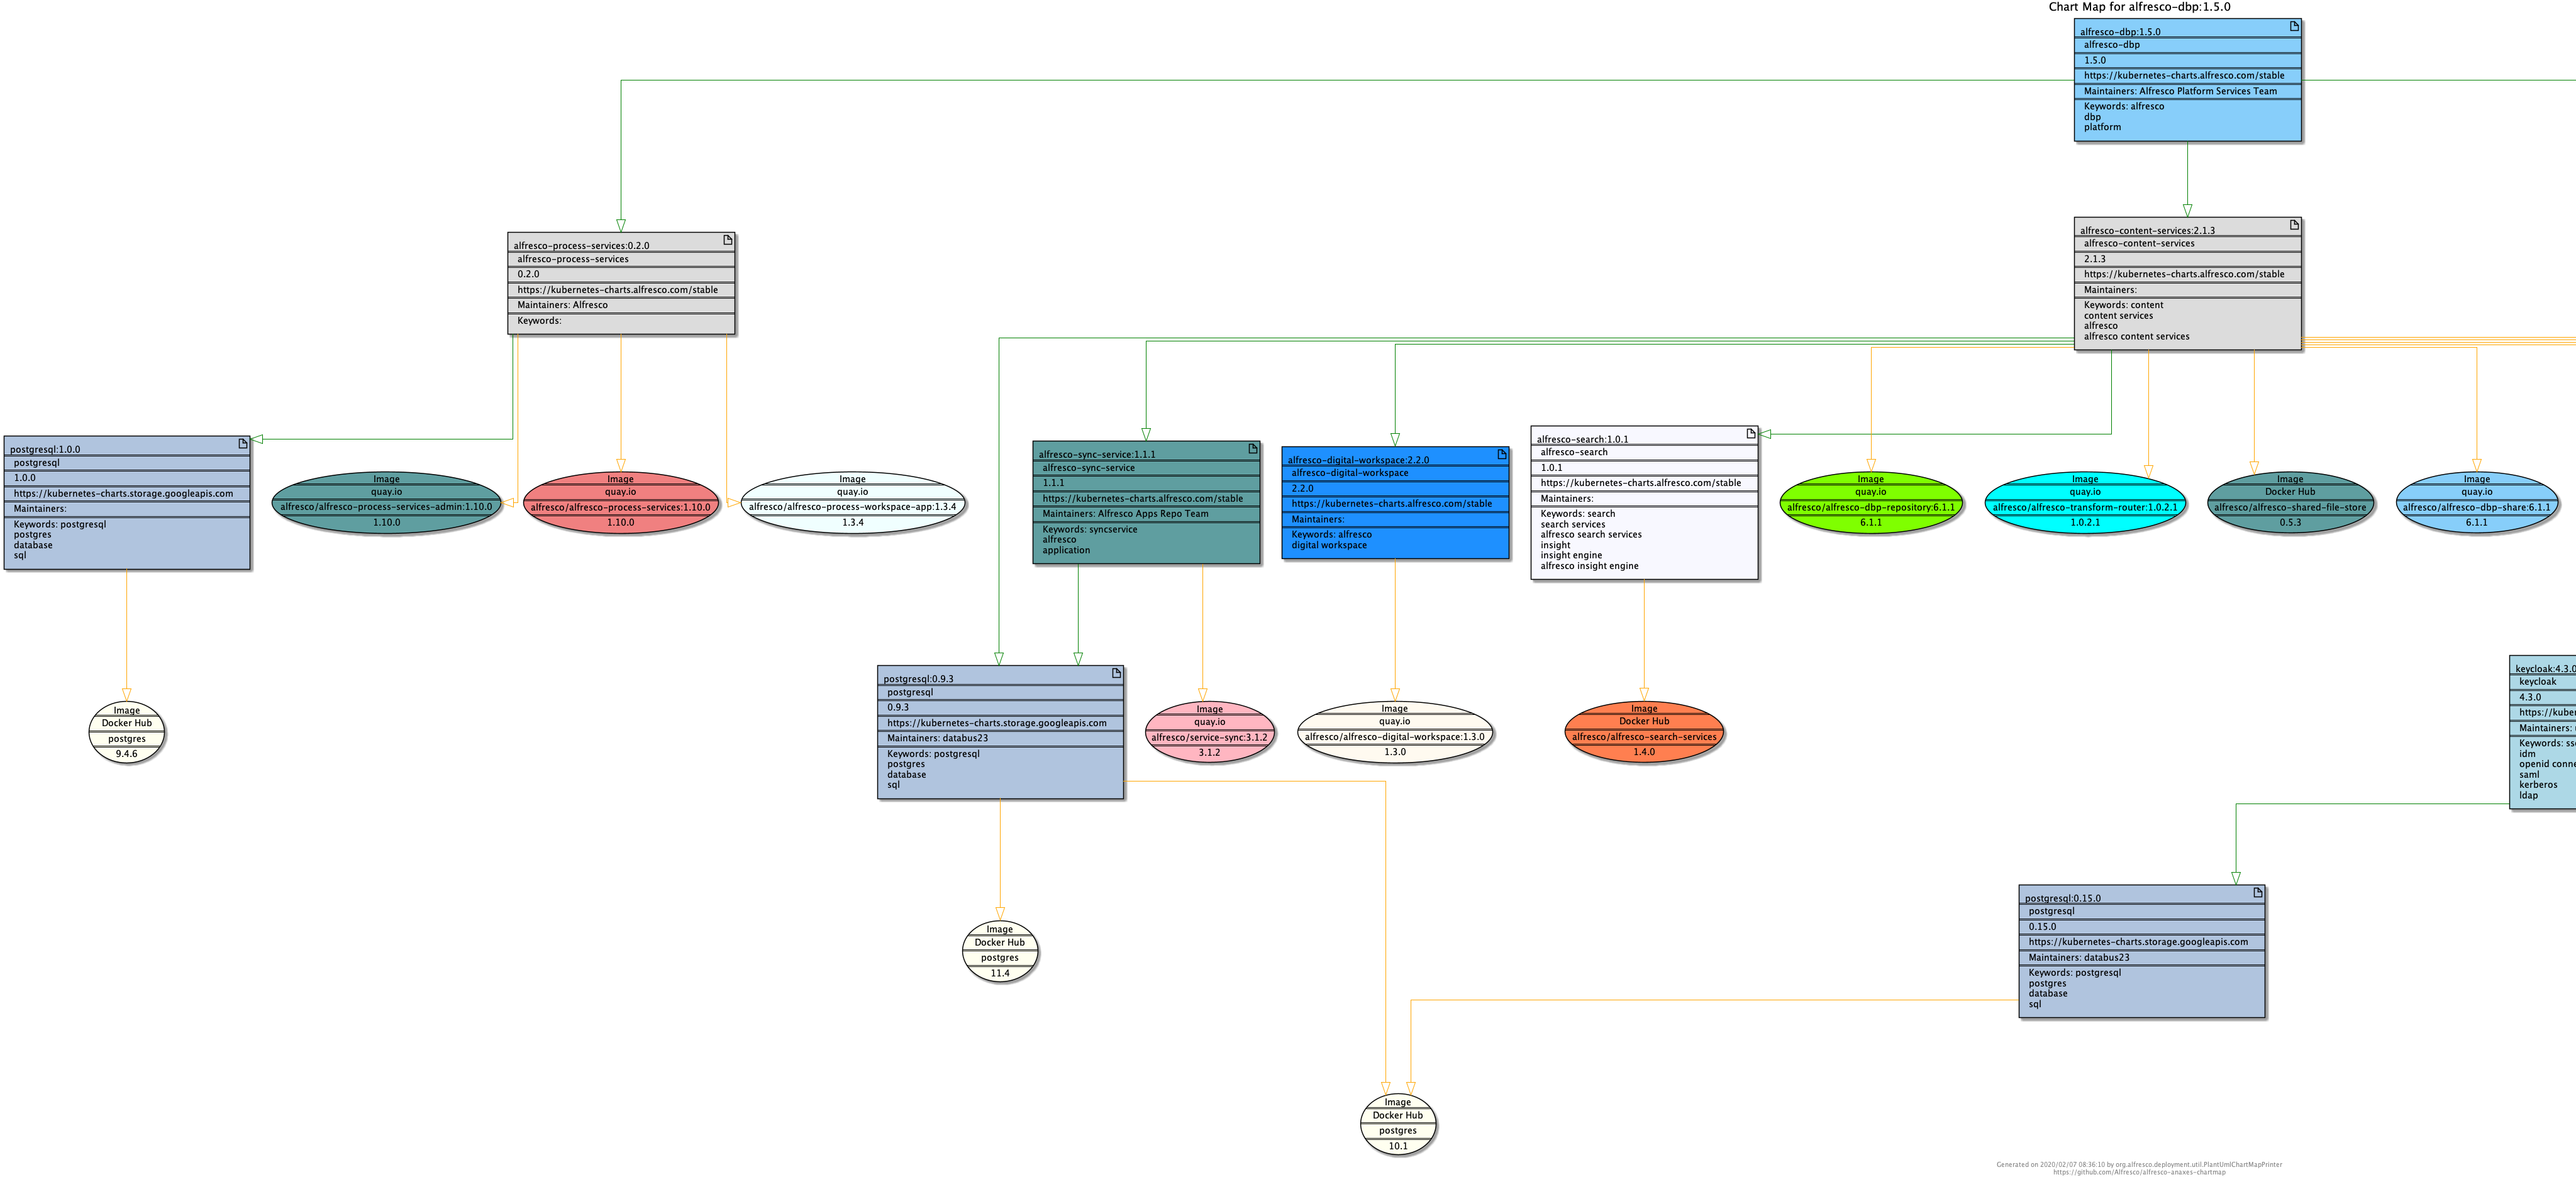 Chart Map for alfresco-dbp:1.5.0
alfresco-dbp:1.5.0
alfresco-dbp
1.5.0
https://kubernetes-charts.alfresco.com/stable
Maintainers: Alfresco Platform Services Team
Keywords: alfresco
dbp
platform
alfresco-process-services:0.2.0
alfresco-process-services
0.2.0
https://kubernetes-charts.alfresco.com/stable
Maintainers: Alfresco
Keywords:
alfresco-content-services:2.1.3
alfresco-content-services
2.1.3
https://kubernetes-charts.alfresco.com/stable
Maintainers:
Keywords: content
content services
alfresco
alfresco content services
postgresql:1.0.0
postgresql
1.0.0
https://kubernetes-charts.storage.googleapis.com
Maintainers:
Keywords: postgresql
postgres
database
sql
Image
quay.io
alfresco/alfresco-process-services-admin:1.10.0
1.10.0
Image
quay.io
alfresco/alfresco-process-services:1.10.0
1.10.0
Image
quay.io
alfresco/alfresco-process-workspace-app:1.3.4
1.3.4
alfresco-sync-service:1.1.1
alfresco-sync-service
1.1.1
https://kubernetes-charts.alfresco.com/stable
Maintainers: Alfresco Apps Repo Team
Keywords: syncservice
alfresco
application
alfresco-digital-workspace:2.2.0
alfresco-digital-workspace
2.2.0
https://kubernetes-charts.alfresco.com/stable
Maintainers:
Keywords: alfresco
digital workspace
alfresco-search:1.0.1
alfresco-search
1.0.1
https://kubernetes-charts.alfresco.com/stable
Maintainers:
Keywords: search
search services
alfresco search services
insight
insight engine
alfresco insight engine
Image
quay.io
alfresco/alfresco-dbp-repository:6.1.1
6.1.1
Image
quay.io
alfresco/alfresco-transform-router:1.0.2.1
1.0.2.1
Image
Docker Hub
alfresco/alfresco-shared-file-store
0.5.3
Image
quay.io
alfresco/alfresco-dbp-share:6.1.1
6.1.1
Image
Docker Hub
postgres
9.4.6
postgresql:0.9.3
postgresql
0.9.3
https://kubernetes-charts.storage.googleapis.com
Maintainers: databus23
Keywords: postgresql
postgres
database
sql
Image
quay.io
alfresco/service-sync:3.1.2
3.1.2
Image
quay.io
alfresco/alfresco-digital-workspace:1.3.0
1.3.0
Image
Docker Hub
alfresco/alfresco-search-services
1.4.0
keycloak:4.3.0
keycloak
4.3.0
https://kuber
Maintainers:
Keywords: ss
idm
openid conne
saml
kerberos
ldap
Image
Docker Hub
postgres
11.4
postgresql:0.15.0
postgresql
0.15.0
https://kubernetes-charts.storage.googleapis.com
Maintainers: databus23
Keywords: postgresql
postgres
database
sql
Image
Docker Hub
postgres
10.1
Generated on 2020/02/07 08:36:10 by org.alfresco.deployment.util.PlantUmlChartMapPrinter
https://github.com/Alfresco/alfresco-anaxes-chartmap